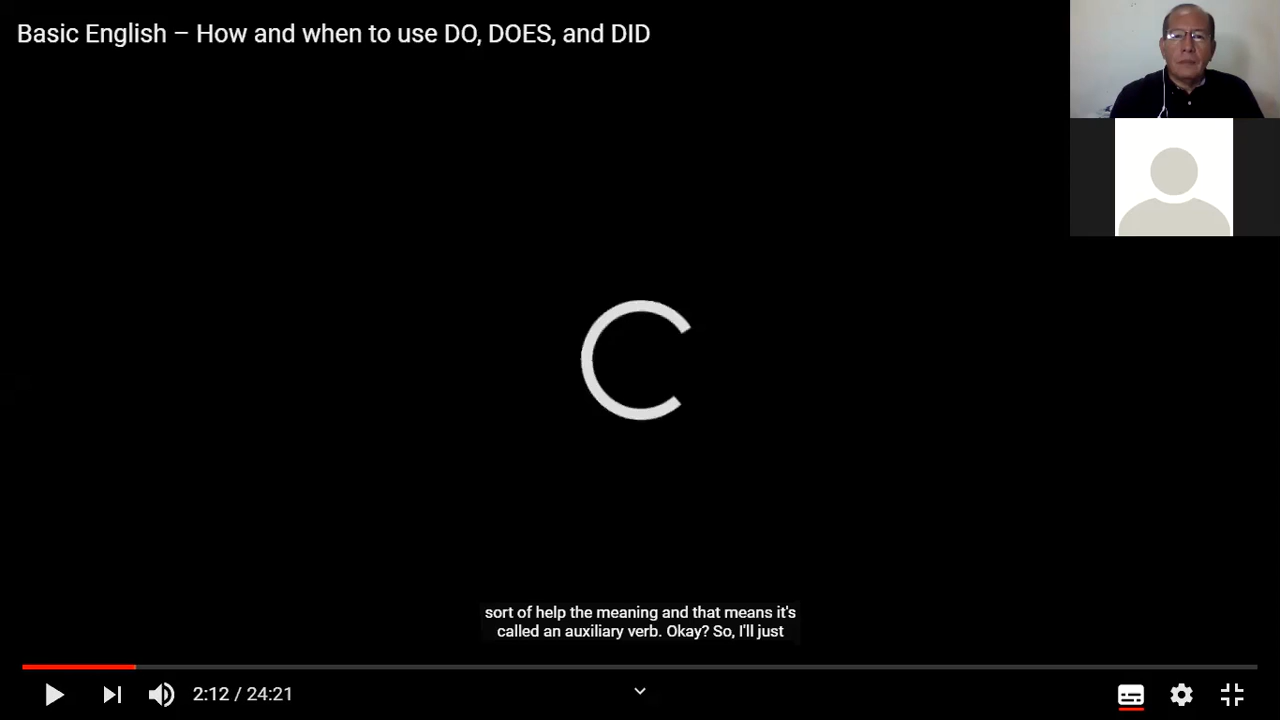 Basic English – How and when to use DO, DOES, and DID
sort of help the meaning and that means it's
called an auxiliary verb. Okay? So, I'll just
2:12 / 24:21